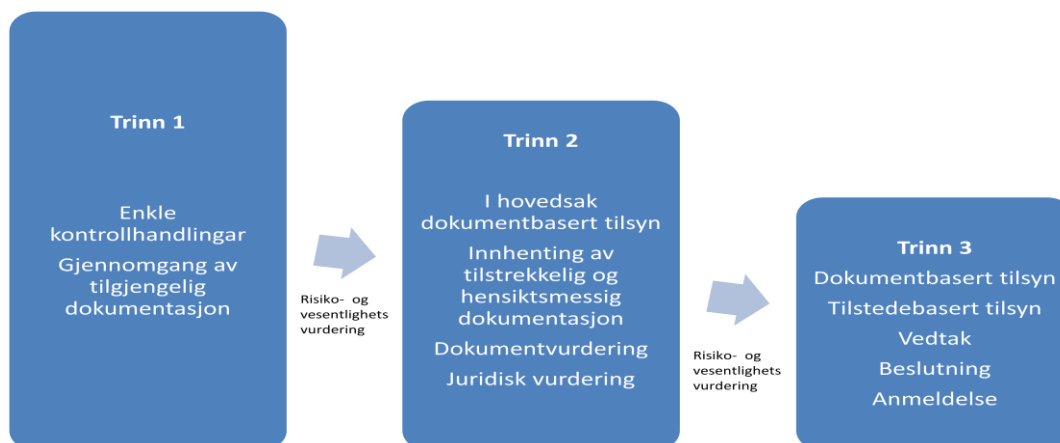 Trinn 1
Enkle
kontrollhandlingar
Gjennomgang av
tilgjengelig
dokumentasjon
Risiko- og
vesentlighets
vurdering
Trinn 2
I hovedsak
dokumentbasert tilsyn
Innhenting av
tilstrekkelig og
hensiktsmessig
dokumentasjon
Dokumentvurdering
Juridisk vurdering
Risiko- og
vesentlighets
vurdering
Trinn 3
Dokumentbasert tilsyn
Tilstedebasert tilsyn
Vedtak
Beslutning
Anmeldelse